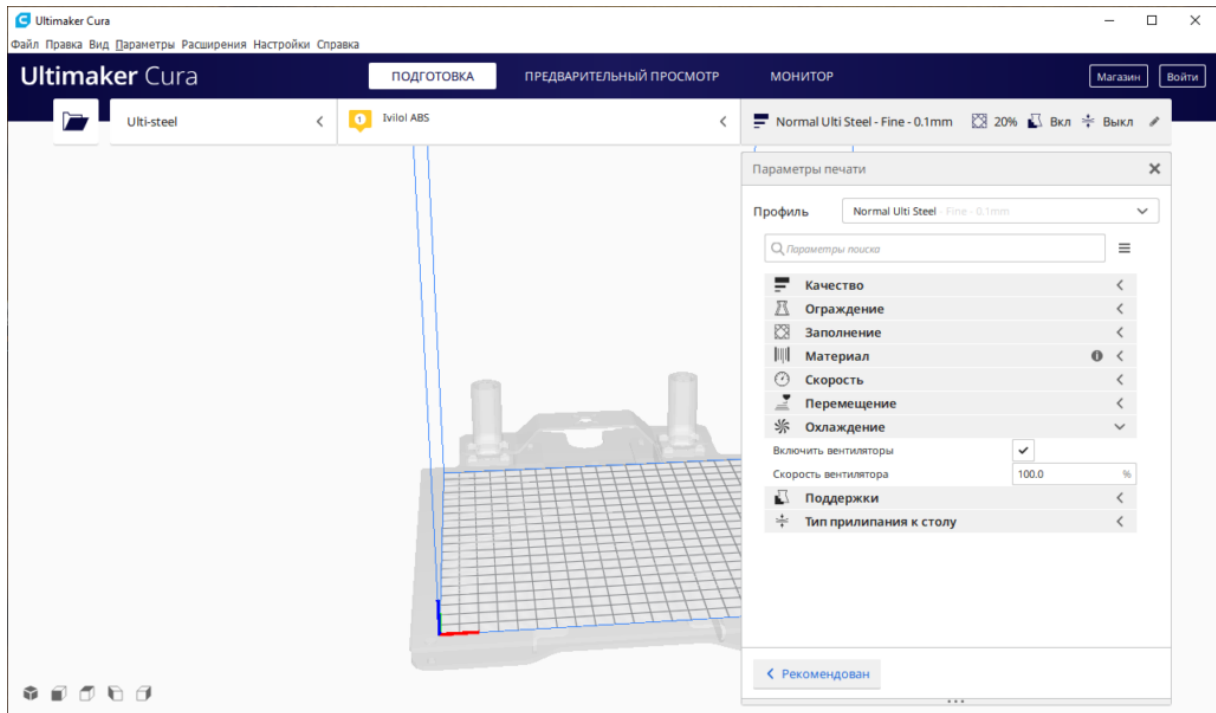 Ultimaker Cura
Файл Правка Вид Параметры Расширения Настройки Справка
Ultimaker Cura ПОДГОТОВКА ПРЕДВАРИТЕЛЬНЫЙ ПРОСМОТР МОНИТОР Магазин Войти
Ulti-steel 1 Ivilol ABS Normal Ulti Steel - Fine - 0.1mm 20% Вкл Выкл
Параметры печати
Профиль Normal Ulti Steel - Fine - 0.1mm
Параметры поиска
Качество
Ограждение
Заполнение
Материал
Скорость
Перемещение
Охлаждение
Включить вентиляторы
Скорость вентилятора 100.0 %
Поддержки
Тип прилипания к столу
Рекомендован